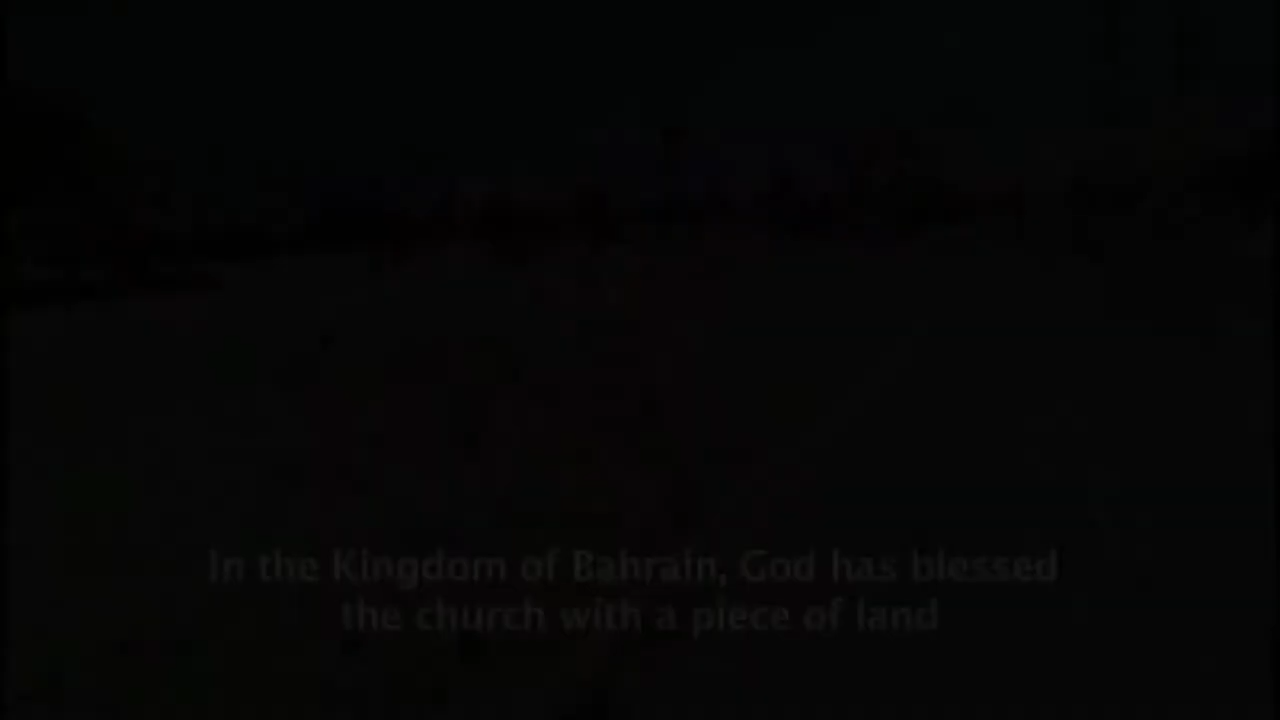 In the Kingdom of Bahrain, God has blessed
the church with a piece of land